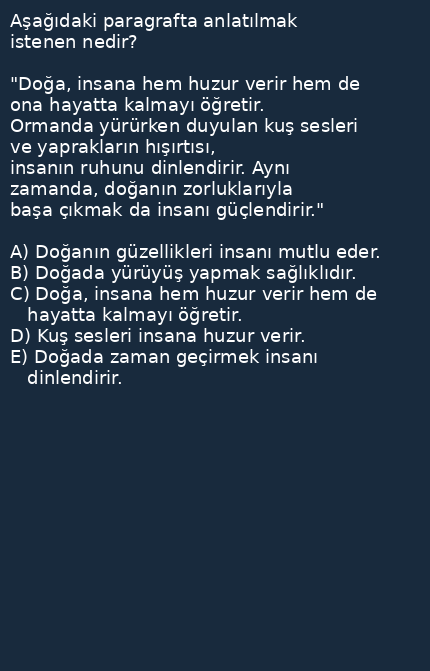 Aşağıdaki paragrafta anlatılmak
istenen nedir?
"Doğa, insana hem huzur verir hem de
ona hayatta kalmayı öğretir.
Ormanda yürürken duyulan kuş sesleri
ve yaprakların hışırtısı,
insanın ruhunu dinlendirir. Aynı
zamanda, doğanın zorluklarıyla
başa çıkmak da insanı güçlendirir."
A) Doğanın güzellikleri insanı mutlu eder.
B) Doğada yürüyüş yapmak sağlıklıdır.
C) Doğa, insana hem huzur verir hem de
hayatta kalmayı öğretir.
D) Kuş sesleri insana huzur verir.
E) Doğada zaman geçirmek insanı
dinlendirir.